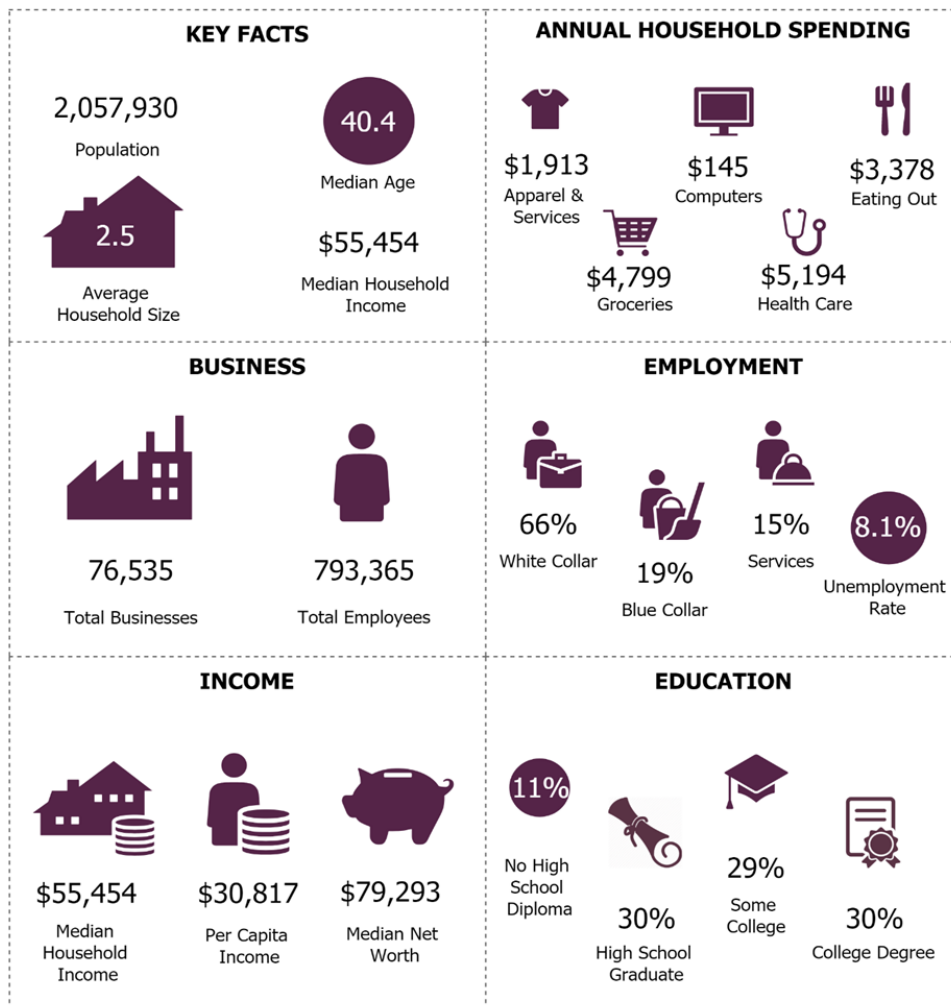 KEY FACTS
2,057,930
Population
40.4
Median Age
2.5
Average
Household Size
$55,454
Median Household
Income
ANNUAL HOUSEHOLD SPENDING
$1,913
Apparel &
Services
$145
Computers
$3,378
Eating Out
$4,799
Groceries
$5,194
Health Care
BUSINESS
76,535
Total Businesses
793,365
Total Employees
EMPLOYMENT
66%
White Collar
19%
Blue Collar
15%
Services
8.1%
Unemployment
Rate
INCOME
$55,454
Median
Household
Income
$30,817
Per Capita
Income
$79,293
Median Net
Worth
EDUCATION
11%
No High
School
Diploma
30%
High School
Graduate
29%
Some
College
30%
College Degree